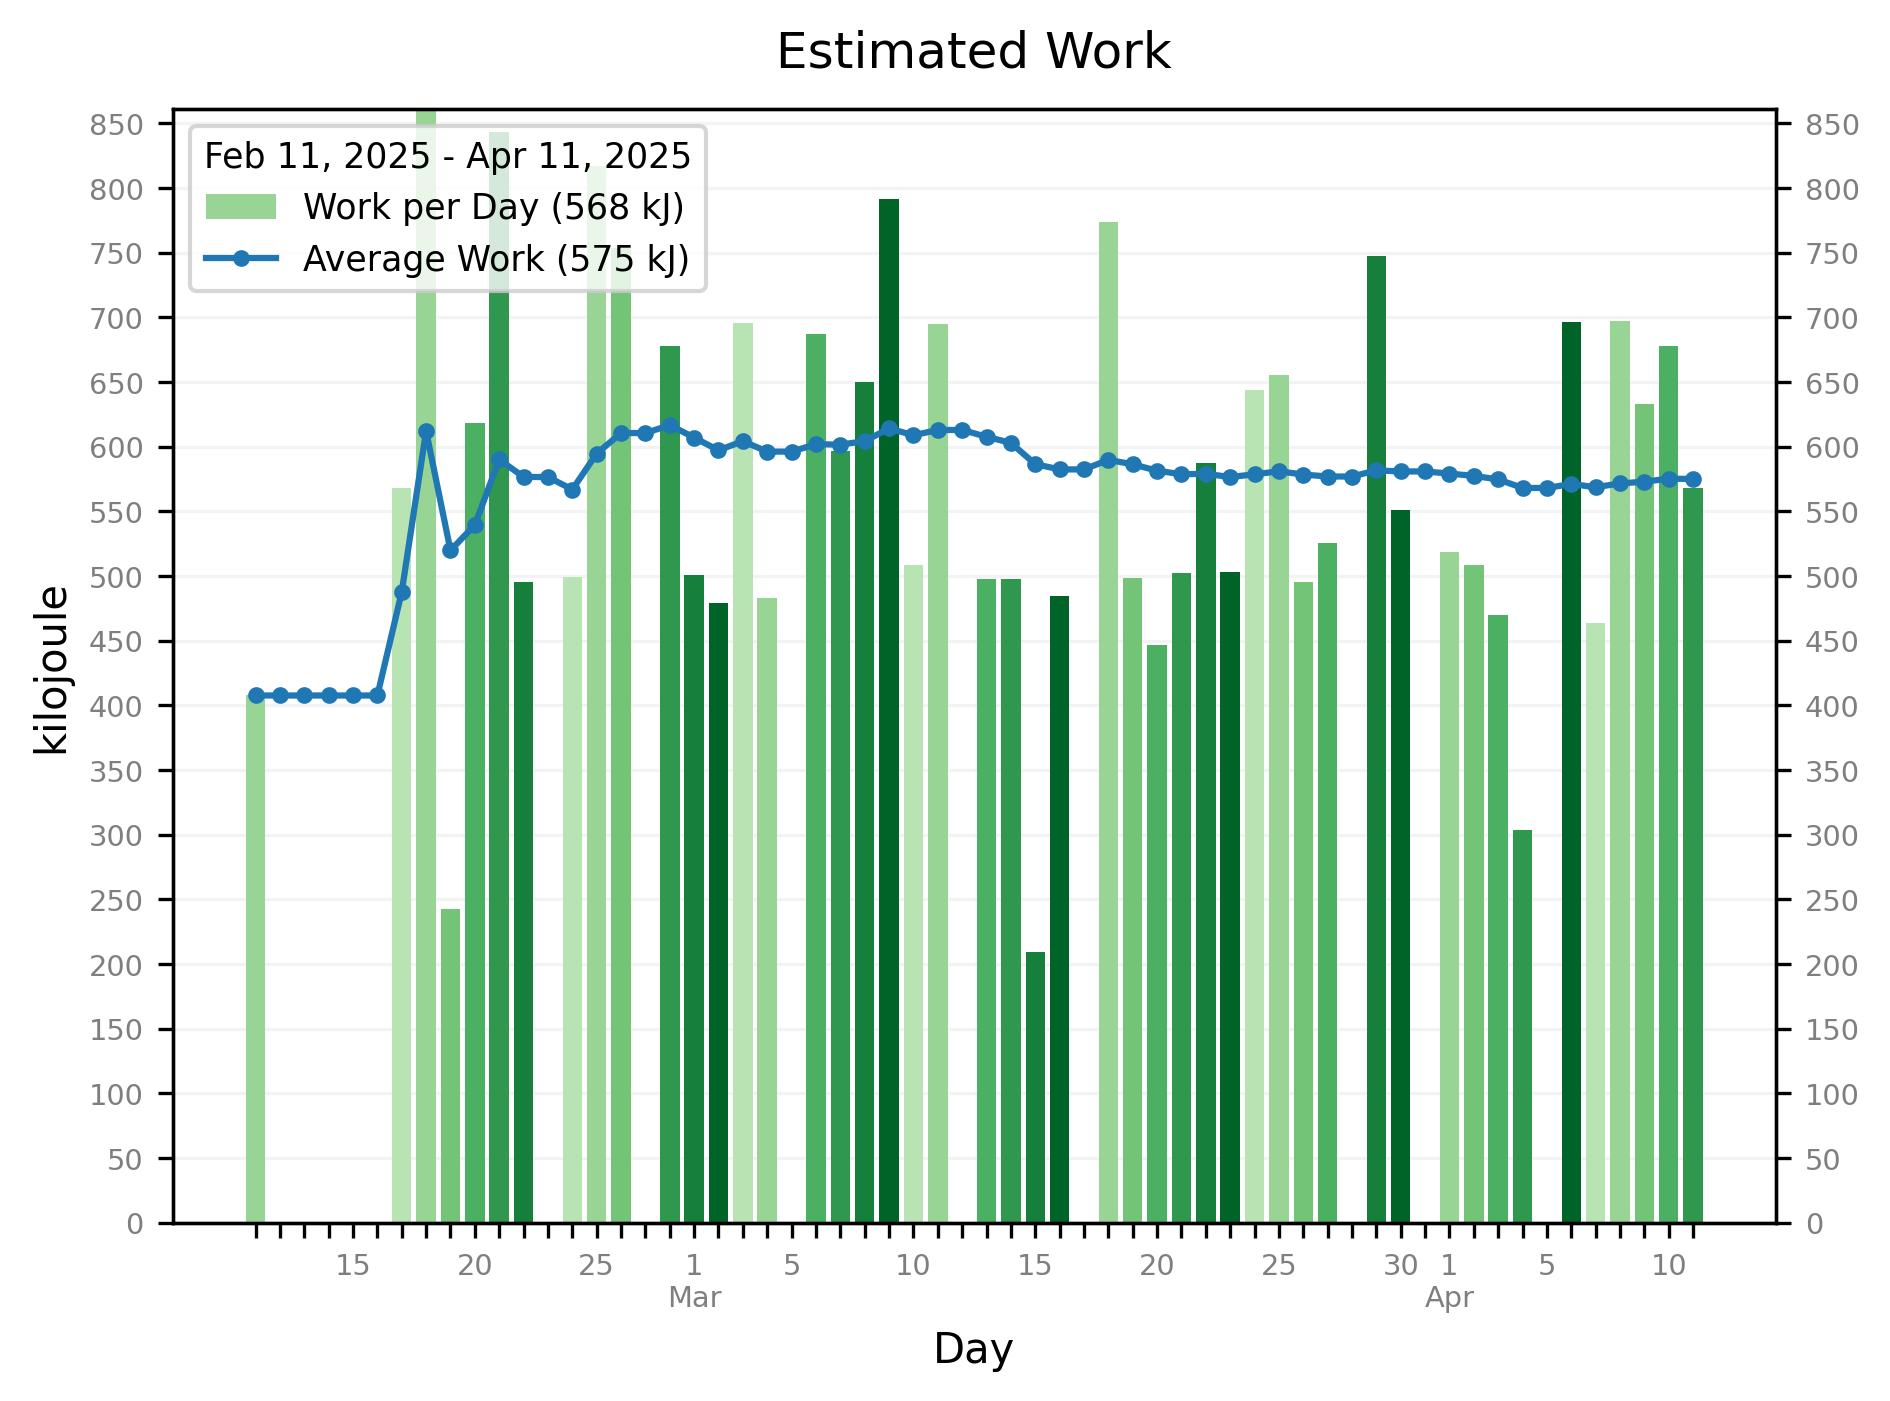 Estimated Work
Feb 11, 2025 - Apr 11, 2025
Work per Day (568 kJ)
Average Work (575 kJ)
850 850
800 800
750 750
700 700
650 650
600 600
550 550
500 500
450 450
400 400
350 350
300 300
250 250
200 200
150 150
100 100
50 50
0 0
kilojoule
15 20 25 1 5 10 15 20 25 30 1 5 10
Mar Apr
Day